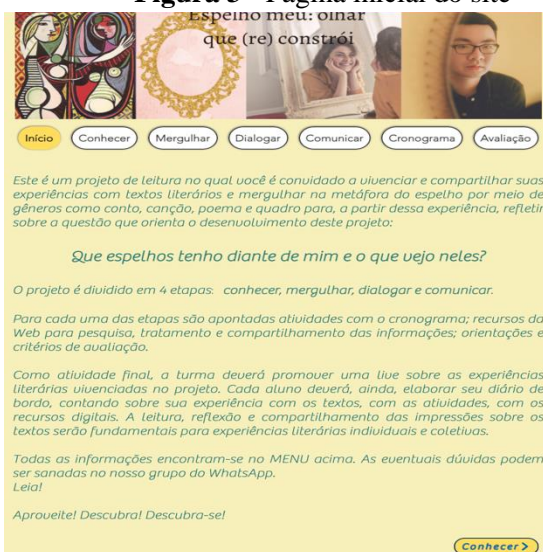 Figura 3 - Página inicial do site
Espelho meu: olhar
que (re) constrói
Início Conhecer Mergulhar Dialogar Comunicar Cronograma Avaliação
Este é um projeto de leitura no qual você é convidado a vivenciar e compartilhar suas
experiências com textos literários e mergulhar na metáfora do espelho por meio de
gêneros como conto, canção, poema e quadro para, a partir dessa experiência, refletir
sobre a questão que orienta o desenvolvimento deste projeto:
Que espelhos tenho diante de mim e o que vejo neles?
O projeto é dividido em 4 etapas: conhecer, mergulhar, dialogar e comunicar.
Para cada uma das etapas são apontadas atividades com o cronograma; recursos da
Web para pesquisa, tratamento e compartilhamento das informações; orientações e
critérios de avaliação.
Como atividade final, a turma deverá promover uma live sobre as experiências
literárias vivenciadas no projeto. Cada aluno deverá, ainda, elaborar seu diário de
bordo, contando sobre sua experiência com os textos, com as atividades, com os
recursos digitais. A leitura, reflexão e compartilhamento das impressões sobre os
textos serão fundamentais para experiências literárias individuais e coletivas.
Todas as informações encontram-se no MENU acima. As eventuais dúvidas podem
ser sanadas no nosso grupo do WhatsApp.
Leia!
Aproveite! Descubra! Descubra-se!
Conhecer >